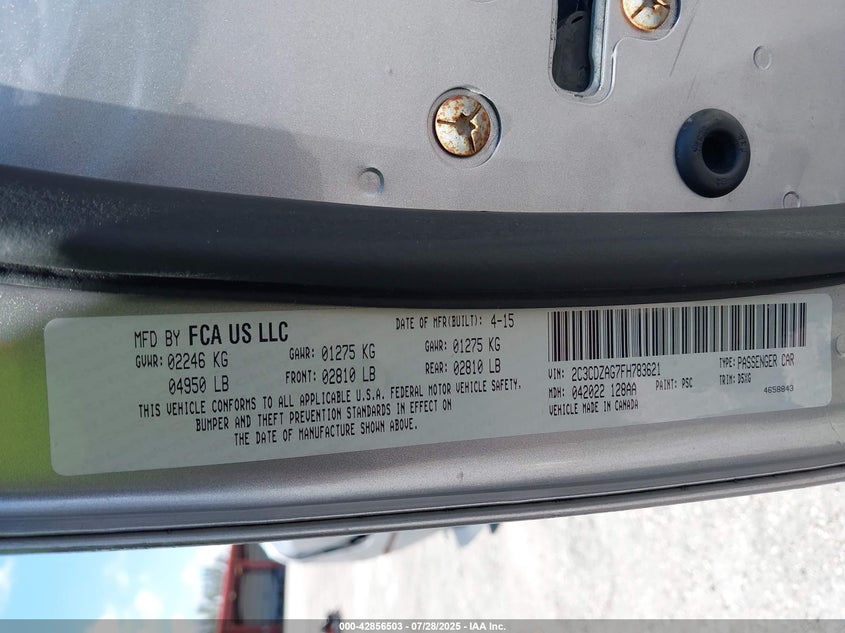 MFD BY FCA US LLC
DATE OF MFR(BUILT): 4-15
GVWR: 02246 KG
GAWR: 01275 KG
GAWR: 01275 KG
04950 LB
FRONT: 02810 LB
REAR: 02810 LB
THIS VEHICLE CONFORMS TO ALL APPLICABLE U.S.A. FEDERAL MOTOR VEHICLE SAFETY,
BUMPER AND THEFT PREVENTION STANDARDS IN EFFECT ON
THE DATE OF MANUFACTURE SHOWN ABOVE.
VIN: 2C3CDZAG7FH783621
TYPE: PASSENGER CAR
MDH: 042022 128AA
PAINT: PSC
TRIM: DSXG
VEHICLE MADE IN CANADA
4658843
000-42856503 / 07/28/2025 - IAA Inc.